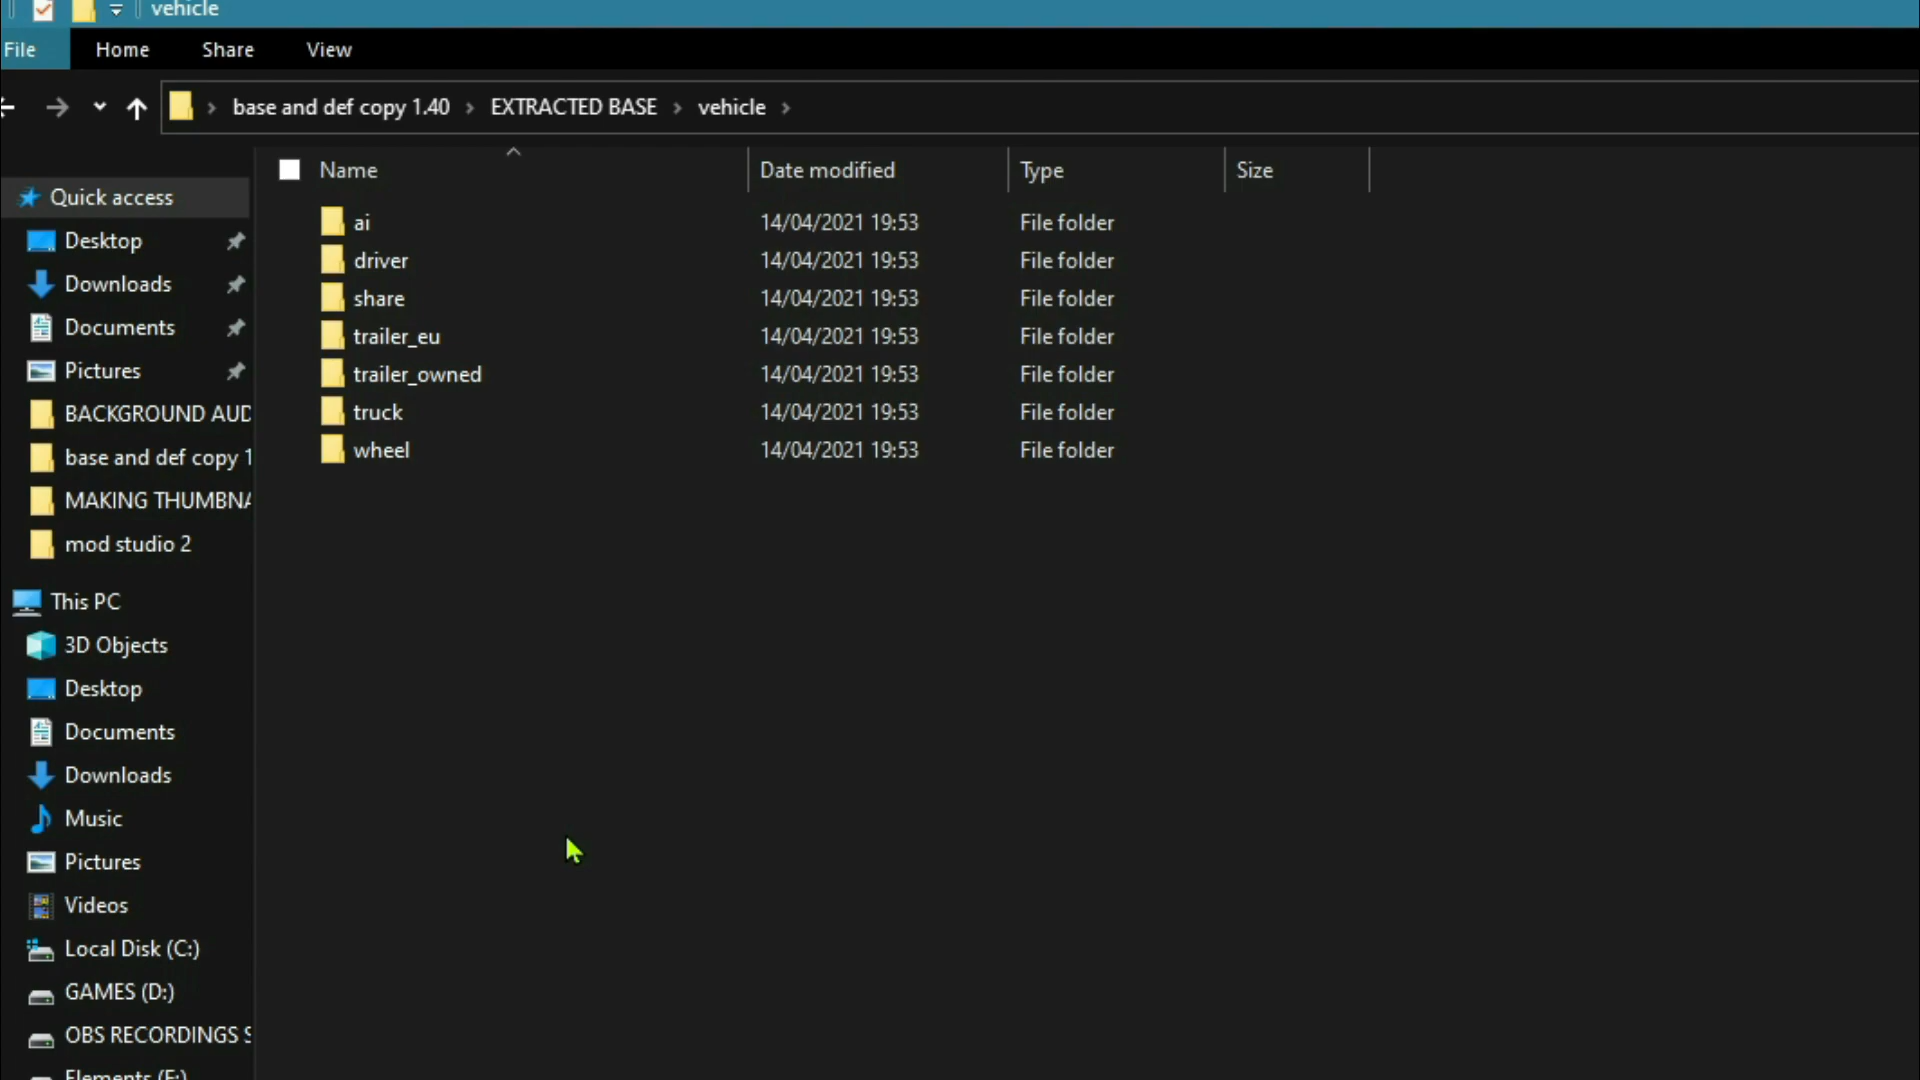 vehicle
File Home Share View
base and def copy 1.40 EXTRACTED BASE vehicle
Name Date modified Type Size
Quick access
Desktop
Downloads
Documents
Pictures
BACKGROUND AUD
base and def copy 1
MAKING THUMBNA
mod studio 2
This PC
3D Objects
Desktop
Documents
Downloads
Music
Pictures
Videos
Local Disk (C:)
GAMES (D:)
OBS RECORDINGS S
Elements (F:)
ai 14/04/2021 19:53 File folder
driver 14/04/2021 19:53 File folder
share 14/04/2021 19:53 File folder
trailer_eu 14/04/2021 19:53 File folder
trailer_owned 14/04/2021 19:53 File folder
truck 14/04/2021 19:53 File folder
wheel 14/04/2021 19:53 File folder